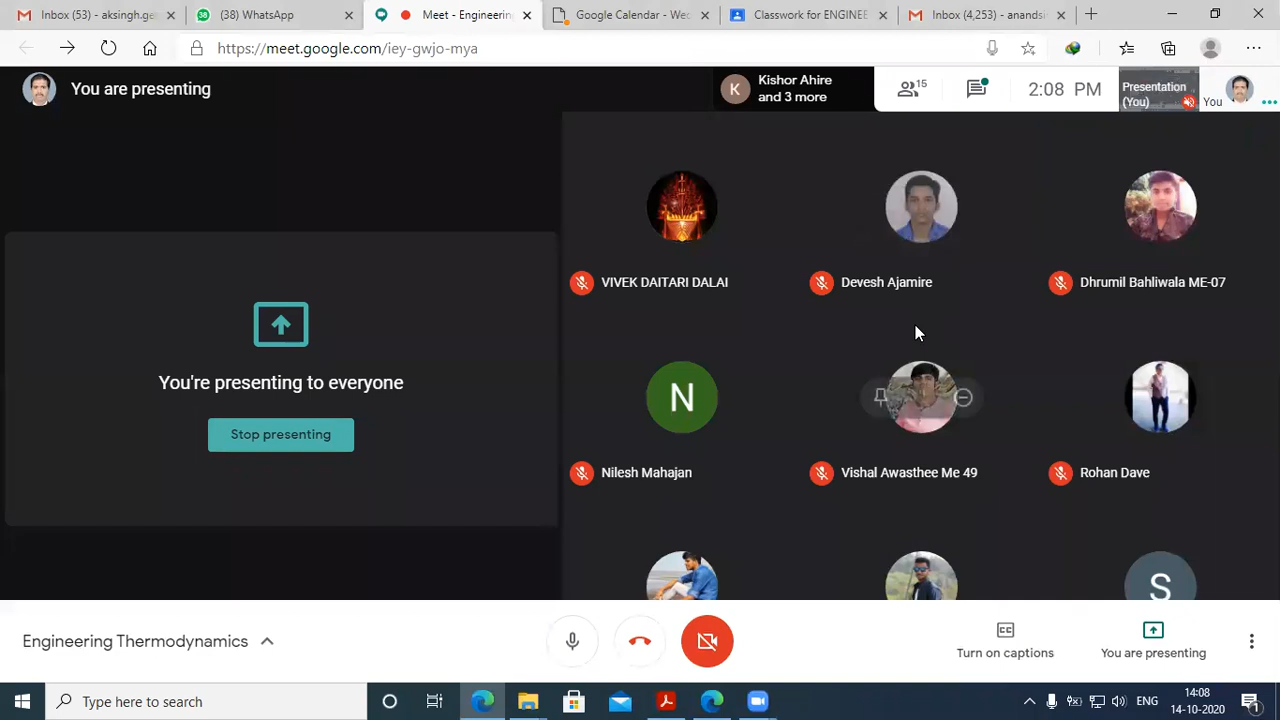 Inbox (53) - aksingh.ge
(38) WhatsApp
Meet - Engineering
Google Calendar - Wed
Classwork for ENGINEE
Inbox (4,253) - anandsi
https://meet.google.com/iey-gwjo-mya
You are presenting
K
Kishor Ahire
and 3 more
15
2:08 PM
Presentation
(You)
You
VIVEK DAITARI DALAI
Devesh Ajamire
Dhrumil Bahliwala ME-07
You're presenting to everyone
Stop presenting
N
Nilesh Mahajan
Vishal Awasthee Me 49
Rohan Dave
S
Engineering Thermodynamics
CC
Turn on captions
You are presenting
Type here to search
ENG
14:08
14-10-2020
1